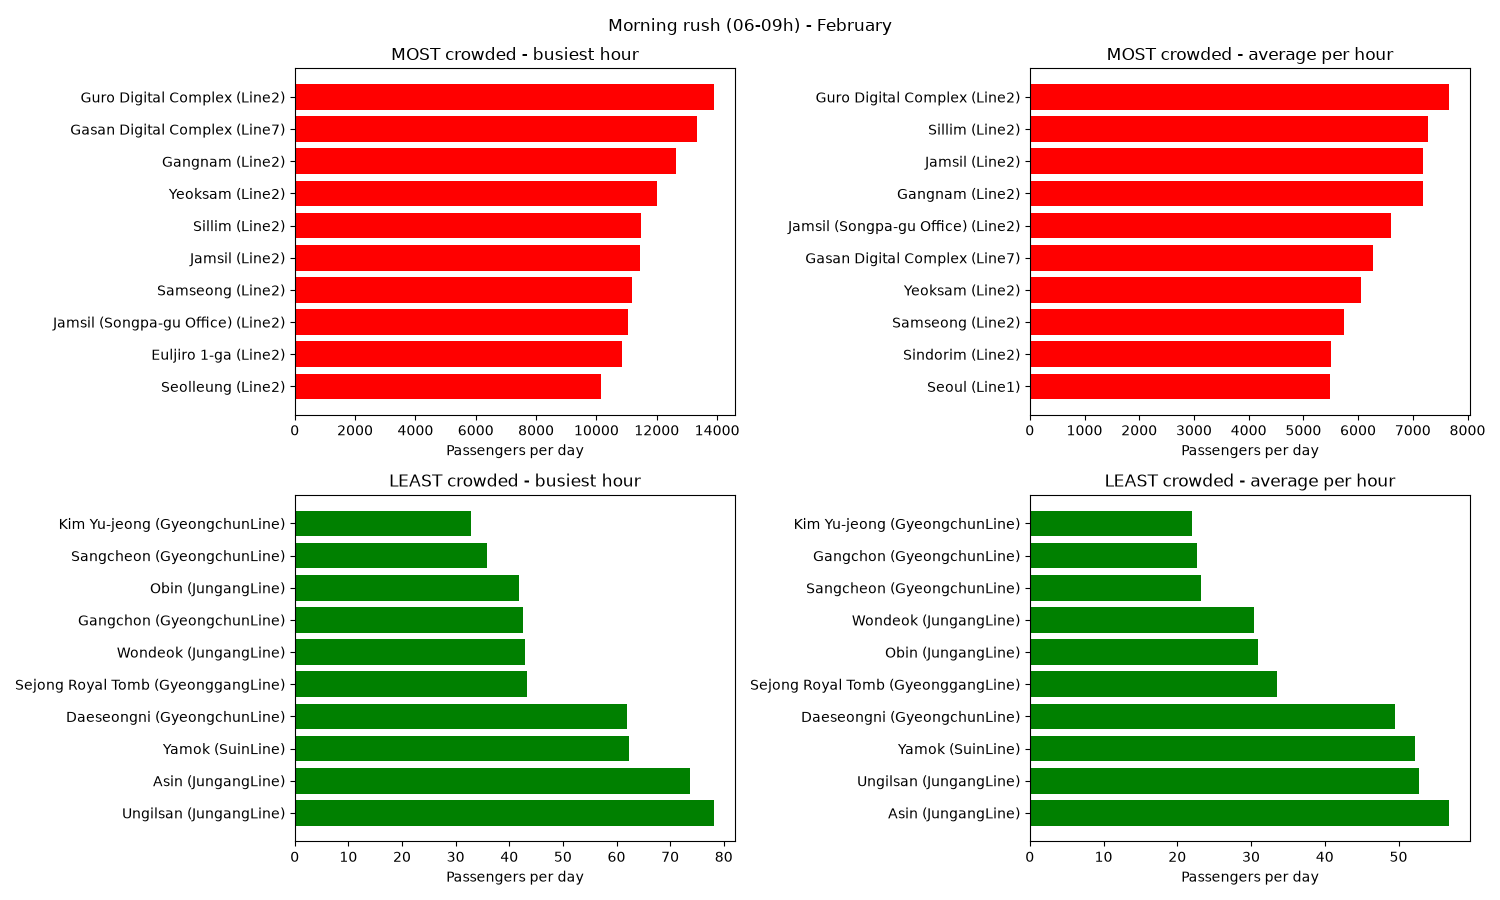 Morning rush (06-09h) - February
MOST crowded - busiest hour
Guro Digital Complex (Line2)
Gasan Digital Complex (Line7)
Gangnam (Line2)
Yeoksam (Line2)
Sillim (Line2)
Jamsil (Line2)
Samseong (Line2)
Jamsil (Songpa-gu Office) (Line2)
Euljiro 1-ga (Line2)
Seolleung (Line2)
0 2000 4000 6000 8000 10000 12000 14000
Passengers per day
MOST crowded - average per hour
Guro Digital Complex (Line2)
Sillim (Line2)
Jamsil (Line2)
Gangnam (Line2)
Jamsil (Songpa-gu Office) (Line2)
Gasan Digital Complex (Line7)
Yeoksam (Line2)
Samseong (Line2)
Sindorim (Line2)
Seoul (Line1)
0 1000 2000 3000 4000 5000 6000 7000 8000
Passengers per day
LEAST crowded - busiest hour
Kim Yu-jeong (GyeongchunLine)
Sangcheon (GyeongchunLine)
Obin (JungangLine)
Gangchon (GyeongchunLine)
Wondeok (JungangLine)
Sejong Royal Tomb (GyeonggangLine)
Daeseongni (GyeongchunLine)
Yamok (SuinLine)
Asin (JungangLine)
Ungilsan (JungangLine)
0 10 20 30 40 50 60 70 80
Passengers per day
LEAST crowded - average per hour
Kim Yu-jeong (GyeongchunLine)
Gangchon (GyeongchunLine)
Sangcheon (GyeongchunLine)
Wondeok (JungangLine)
Obin (JungangLine)
Sejong Royal Tomb (GyeonggangLine)
Daeseongni (GyeongchunLine)
Yamok (SuinLine)
Ungilsan (JungangLine)
Asin (JungangLine)
0 10 20 30 40 50
Passengers per day